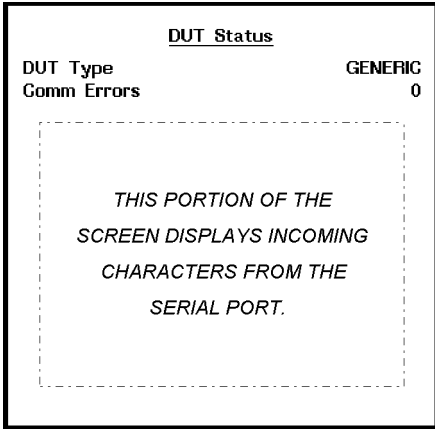 DUT Status
DUT Type GENERIC
Comm Errors 0
THIS PORTION OF THE
SCREEN DISPLAYS INCOMING
CHARACTERS FROM THE
SERIAL PORT.